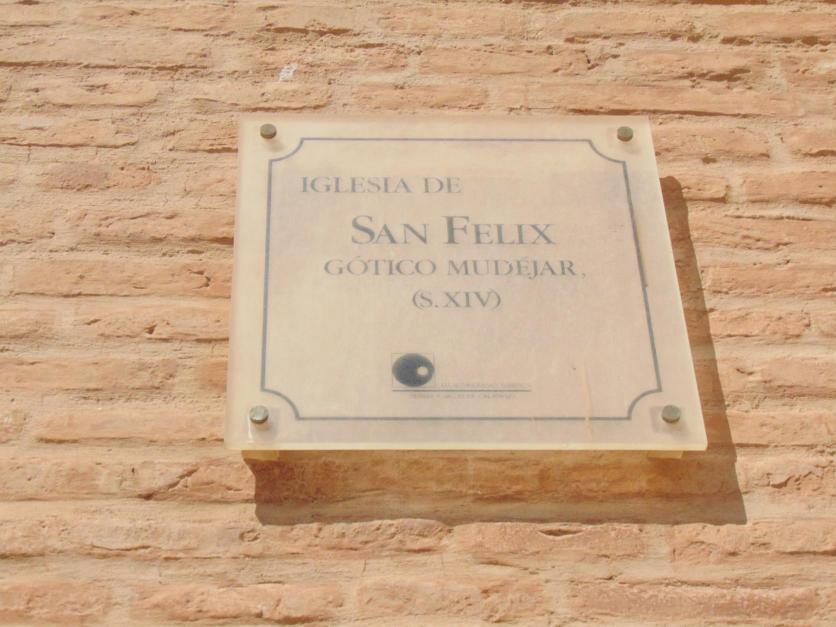 IGLESIA DE
SAN FELIX
GÓTICO MUDÉJAR,
(S. XIV)